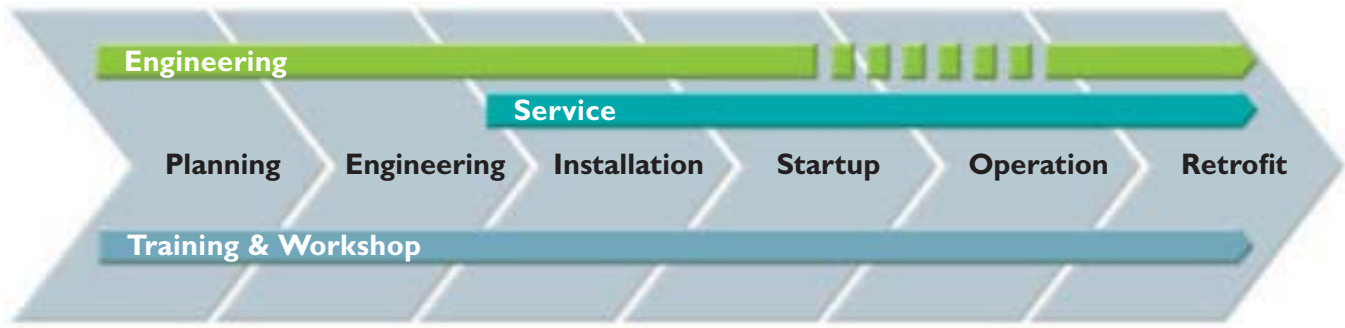 Engineering
Service
Planning Engineering Installation Startup Operation Retrofit
Training & Workshop